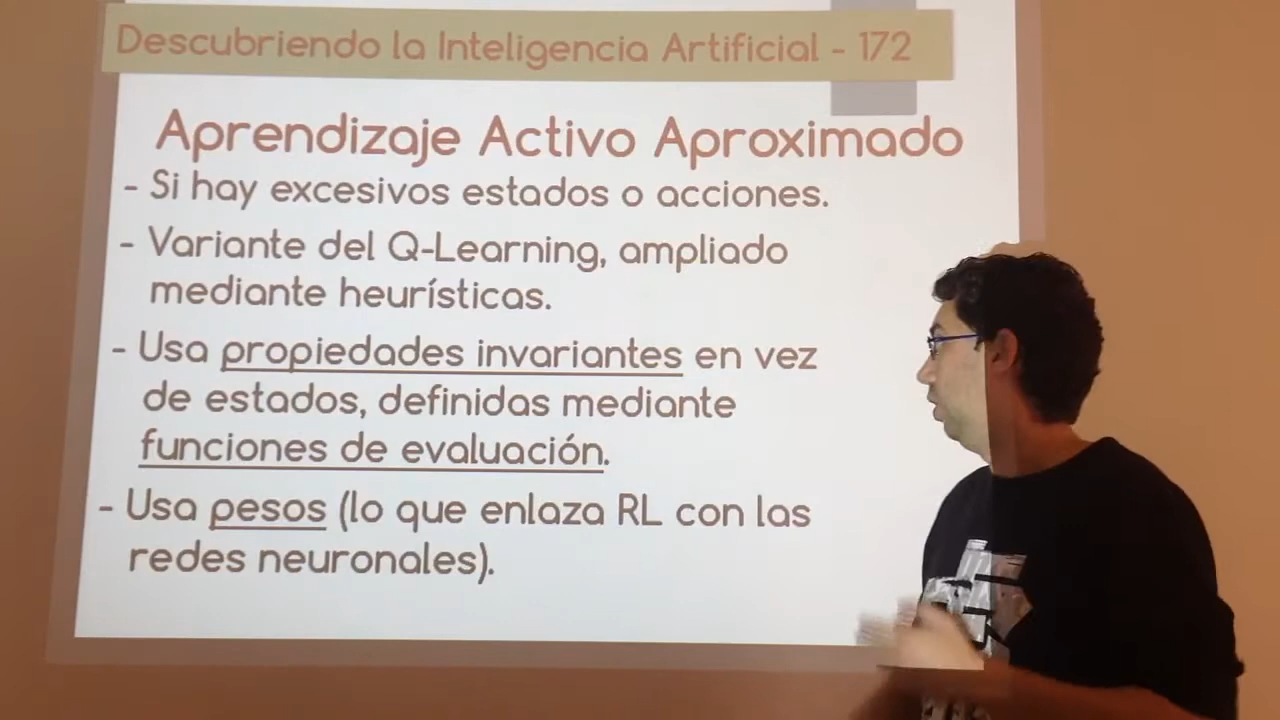 Descubriendo la Inteligencia Artificial - 172
Aprendizaje Activo Aproximado
- Si hay excesivos estados o acciones.
- Variante del Q-Learning, ampliado
mediante heurísticas.
- Usa propiedades invariantes en vez
de estados, definidas mediante
funciones de evaluación.
- Usa pesos (lo que enlaza RL con las
redes neuronales).